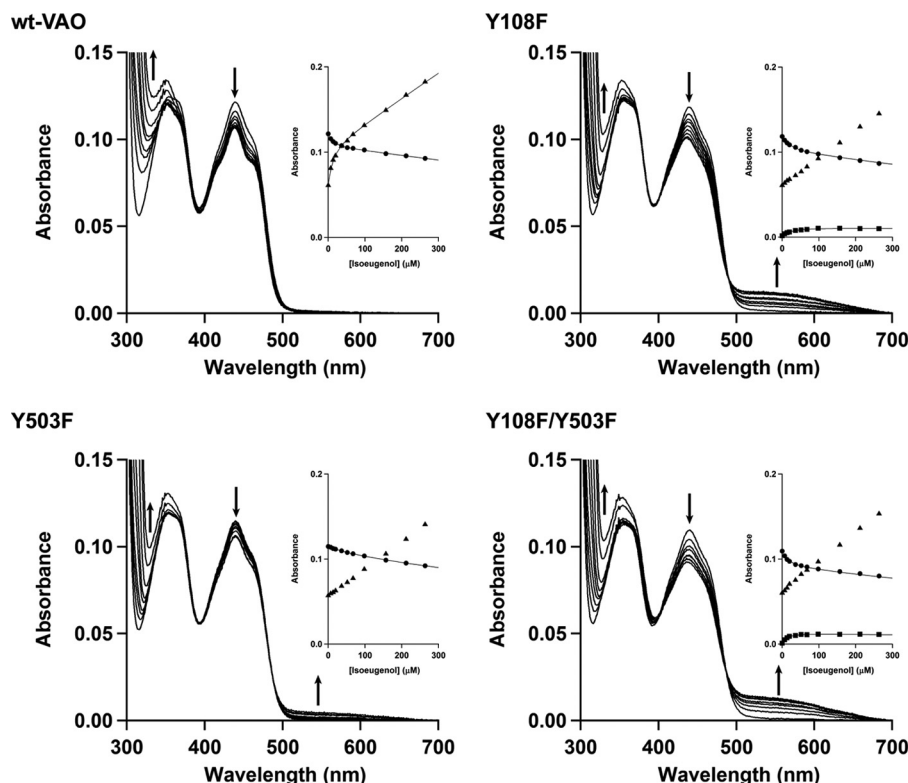 wt-VAO
0.15
0.10
0.05
0.00
Absorbance
300 400 500 600 700
Wavelength (nm)
0.2
0.1
0.0
Absorbance
0 100 200 300
[Isoeugenol] (μM)
Y108F
0.15
0.10
0.05
0.00
Absorbance
300 400 500 600 700
Wavelength (nm)
0.2
0.1
0.0
Absorbance
0 100 200 300
[Isoeugenol] (μM)
Y503F
0.15
0.10
0.05
0.00
Absorbance
300 400 500 600 700
Wavelength (nm)
0.2
0.1
0.0
Absorbance
0 100 200 300
[Isoeugenol] (μM)
Y108F/Y503F
0.15
0.10
0.05
0.00
Absorbance
300 400 500 600 700
Wavelength (nm)
0.2
0.1
0.0
Absorbance
0 100 200 300
[Isoeugenol] (μM)